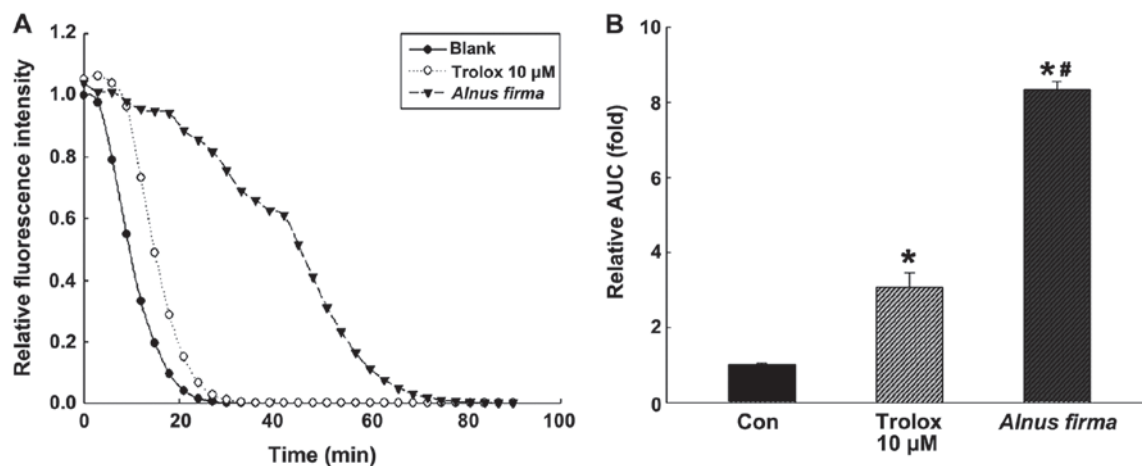 A
Relative fluorescence intensity
1.2
1.0
0.8
0.6
0.4
0.2
0.0
0
20
40
60
80
100
Time (min)
Blank
Trolox 10 µM
Alnus firma
B
Relative AUC (fold)
10
8
6
4
2
0
*
* #
Con
Trolox
10 µM
Alnus firma